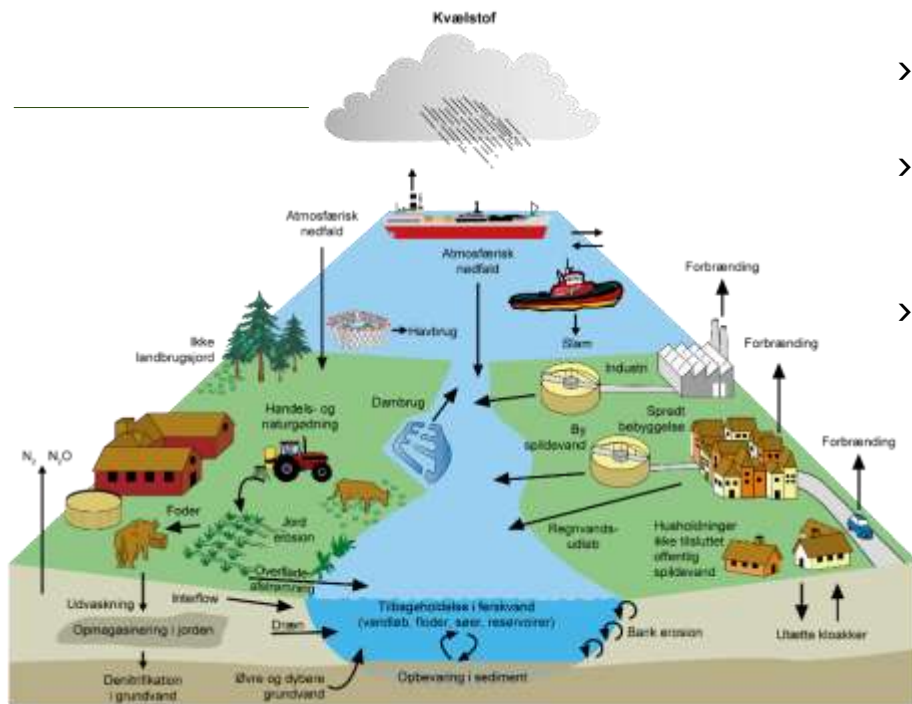 Kvælstof
Atmosfærisk
nedfald
Atmosfærisk
nedfald
Forbrænding
Ikke
landbrugsjord
Havbrug
Slam
Forbrænding
Industri
Handels- og
naturgødning
Dambrug
Spredt
bebyggelse
By
spildevand
Forbrænding
N₂ N₂O
Foder
Jord
erosion
Regnvands-
udløb
Husholdninger
ikke tilsluttet
offentlig
spildevand
Overflade-
afstrømning
Udvaskning
Interflow
Tilbageholdelse i ferskvand
(vandløb, floder, søer, reservoirer)
Opmagasinering i jorden
Dræn
Bank erosion
Utætte kloakker
Denitrifikation
i grundvand
Øvre og dybere
grundvand
Opbevaring i sediment